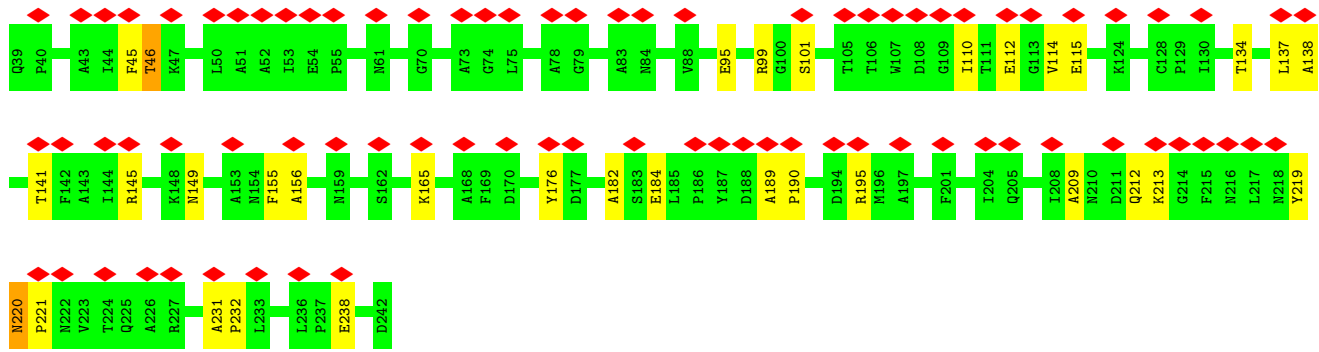 Q39 P40 A43 I44 F45 T46 K47 L50 A51 A52 I53 E54 P55 N61 G70 A73 G74 L75 A78 G79 A83 N84 V88 E95 R99 G100 S101 T105 T106 W107 D108 G109 I110 T111 E112 G113 V114 E115 K124 C128 P129 I130 T134 L137 A138
T141 F142 A143 I144 R145 K148 N149 A153 N154 F155 A156 N159 S162 K165 A168 F169 D170 Y176 D177 A182 S183 E184 L185 P186 Y187 D188 A189 P190 D194 R195 M196 A197 F201 I204 Q205 I208 A209 N210 D211 Q212 K213 G214 F215 N216 L217 N218 Y219
N220 P221 N222 V223 T224 Q225 A226 R227 A231 P232 L233 L236 P237 E238 D242